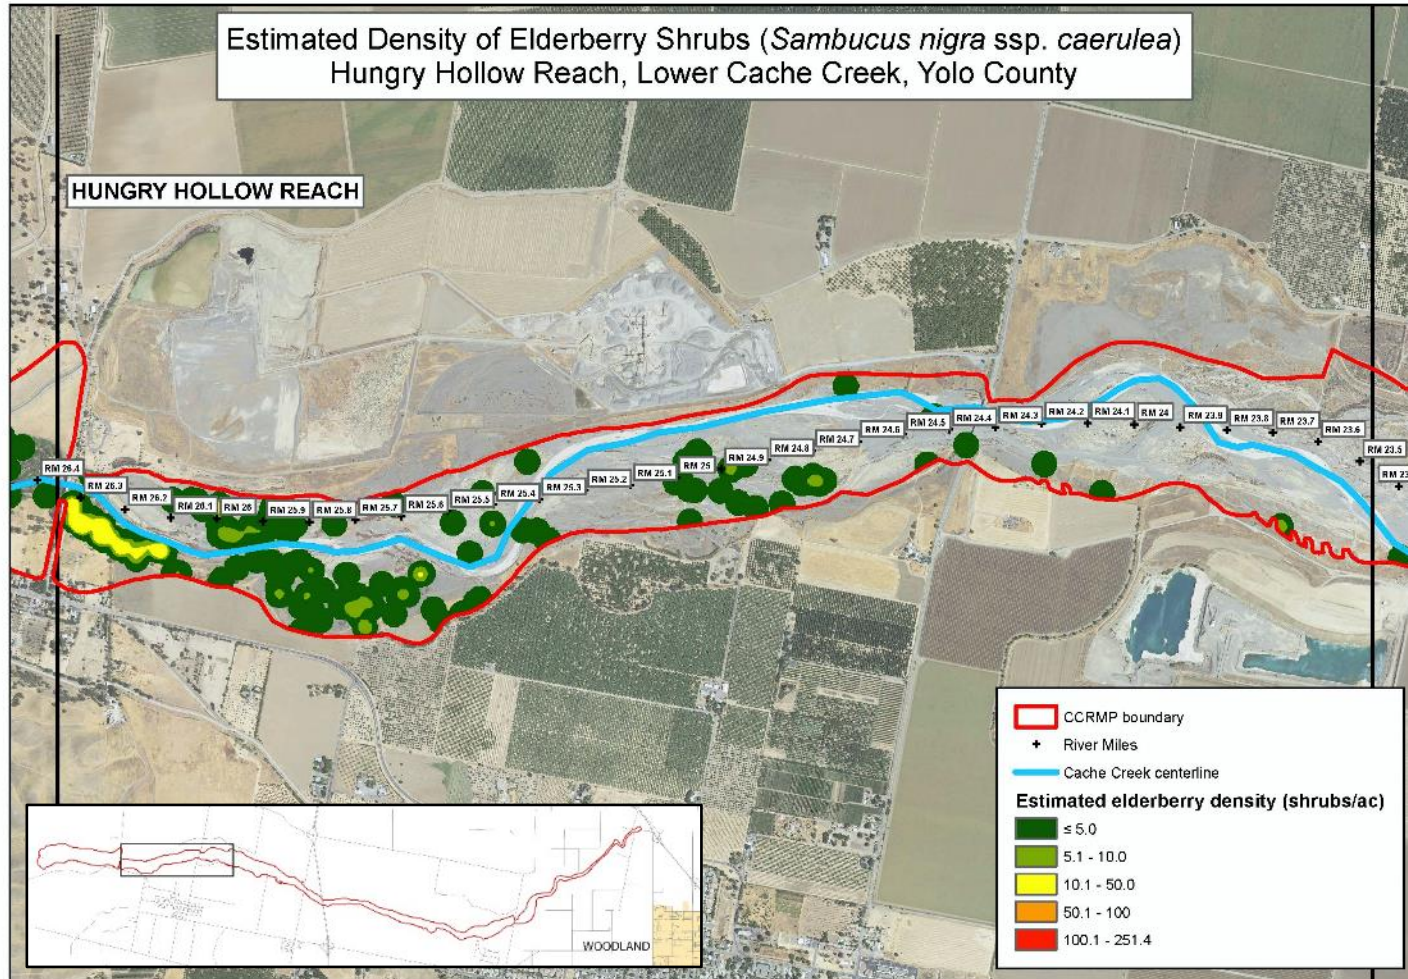 Estimated Density of Elderberry Shrubs (Sambucus nigra ssp. caerulea)
Hungry Hollow Reach, Lower Cache Creek, Yolo County
HUNGRY HOLLOW REACH
RM 26.4
RM 26.3
RM 26.2
RM 26.1
RM 26
RM 25.9
RM 25.8
RM 25.7
RM 25.6
RM 25.5
RM 25.4
RM 25.3
RM 25.2
RM 25.1
RM 25
RM 24.9
RM 24.8
RM 24.7
RM 24.6
RM 24.5
RM 24.4
RM 24.3
RM 24.2
RM 24.1
RM 24
RM 23.9
RM 23.8
RM 23.7
RM 23.6
RM 23.5
RM 23
CCRMP boundary
River Miles
Cache Creek centerline
Estimated elderberry density (shrubs/ac)
≤ 5.0
5.1 - 10.0
10.1 - 50.0
50.1 - 100
100.1 - 251.4
WOODLAND